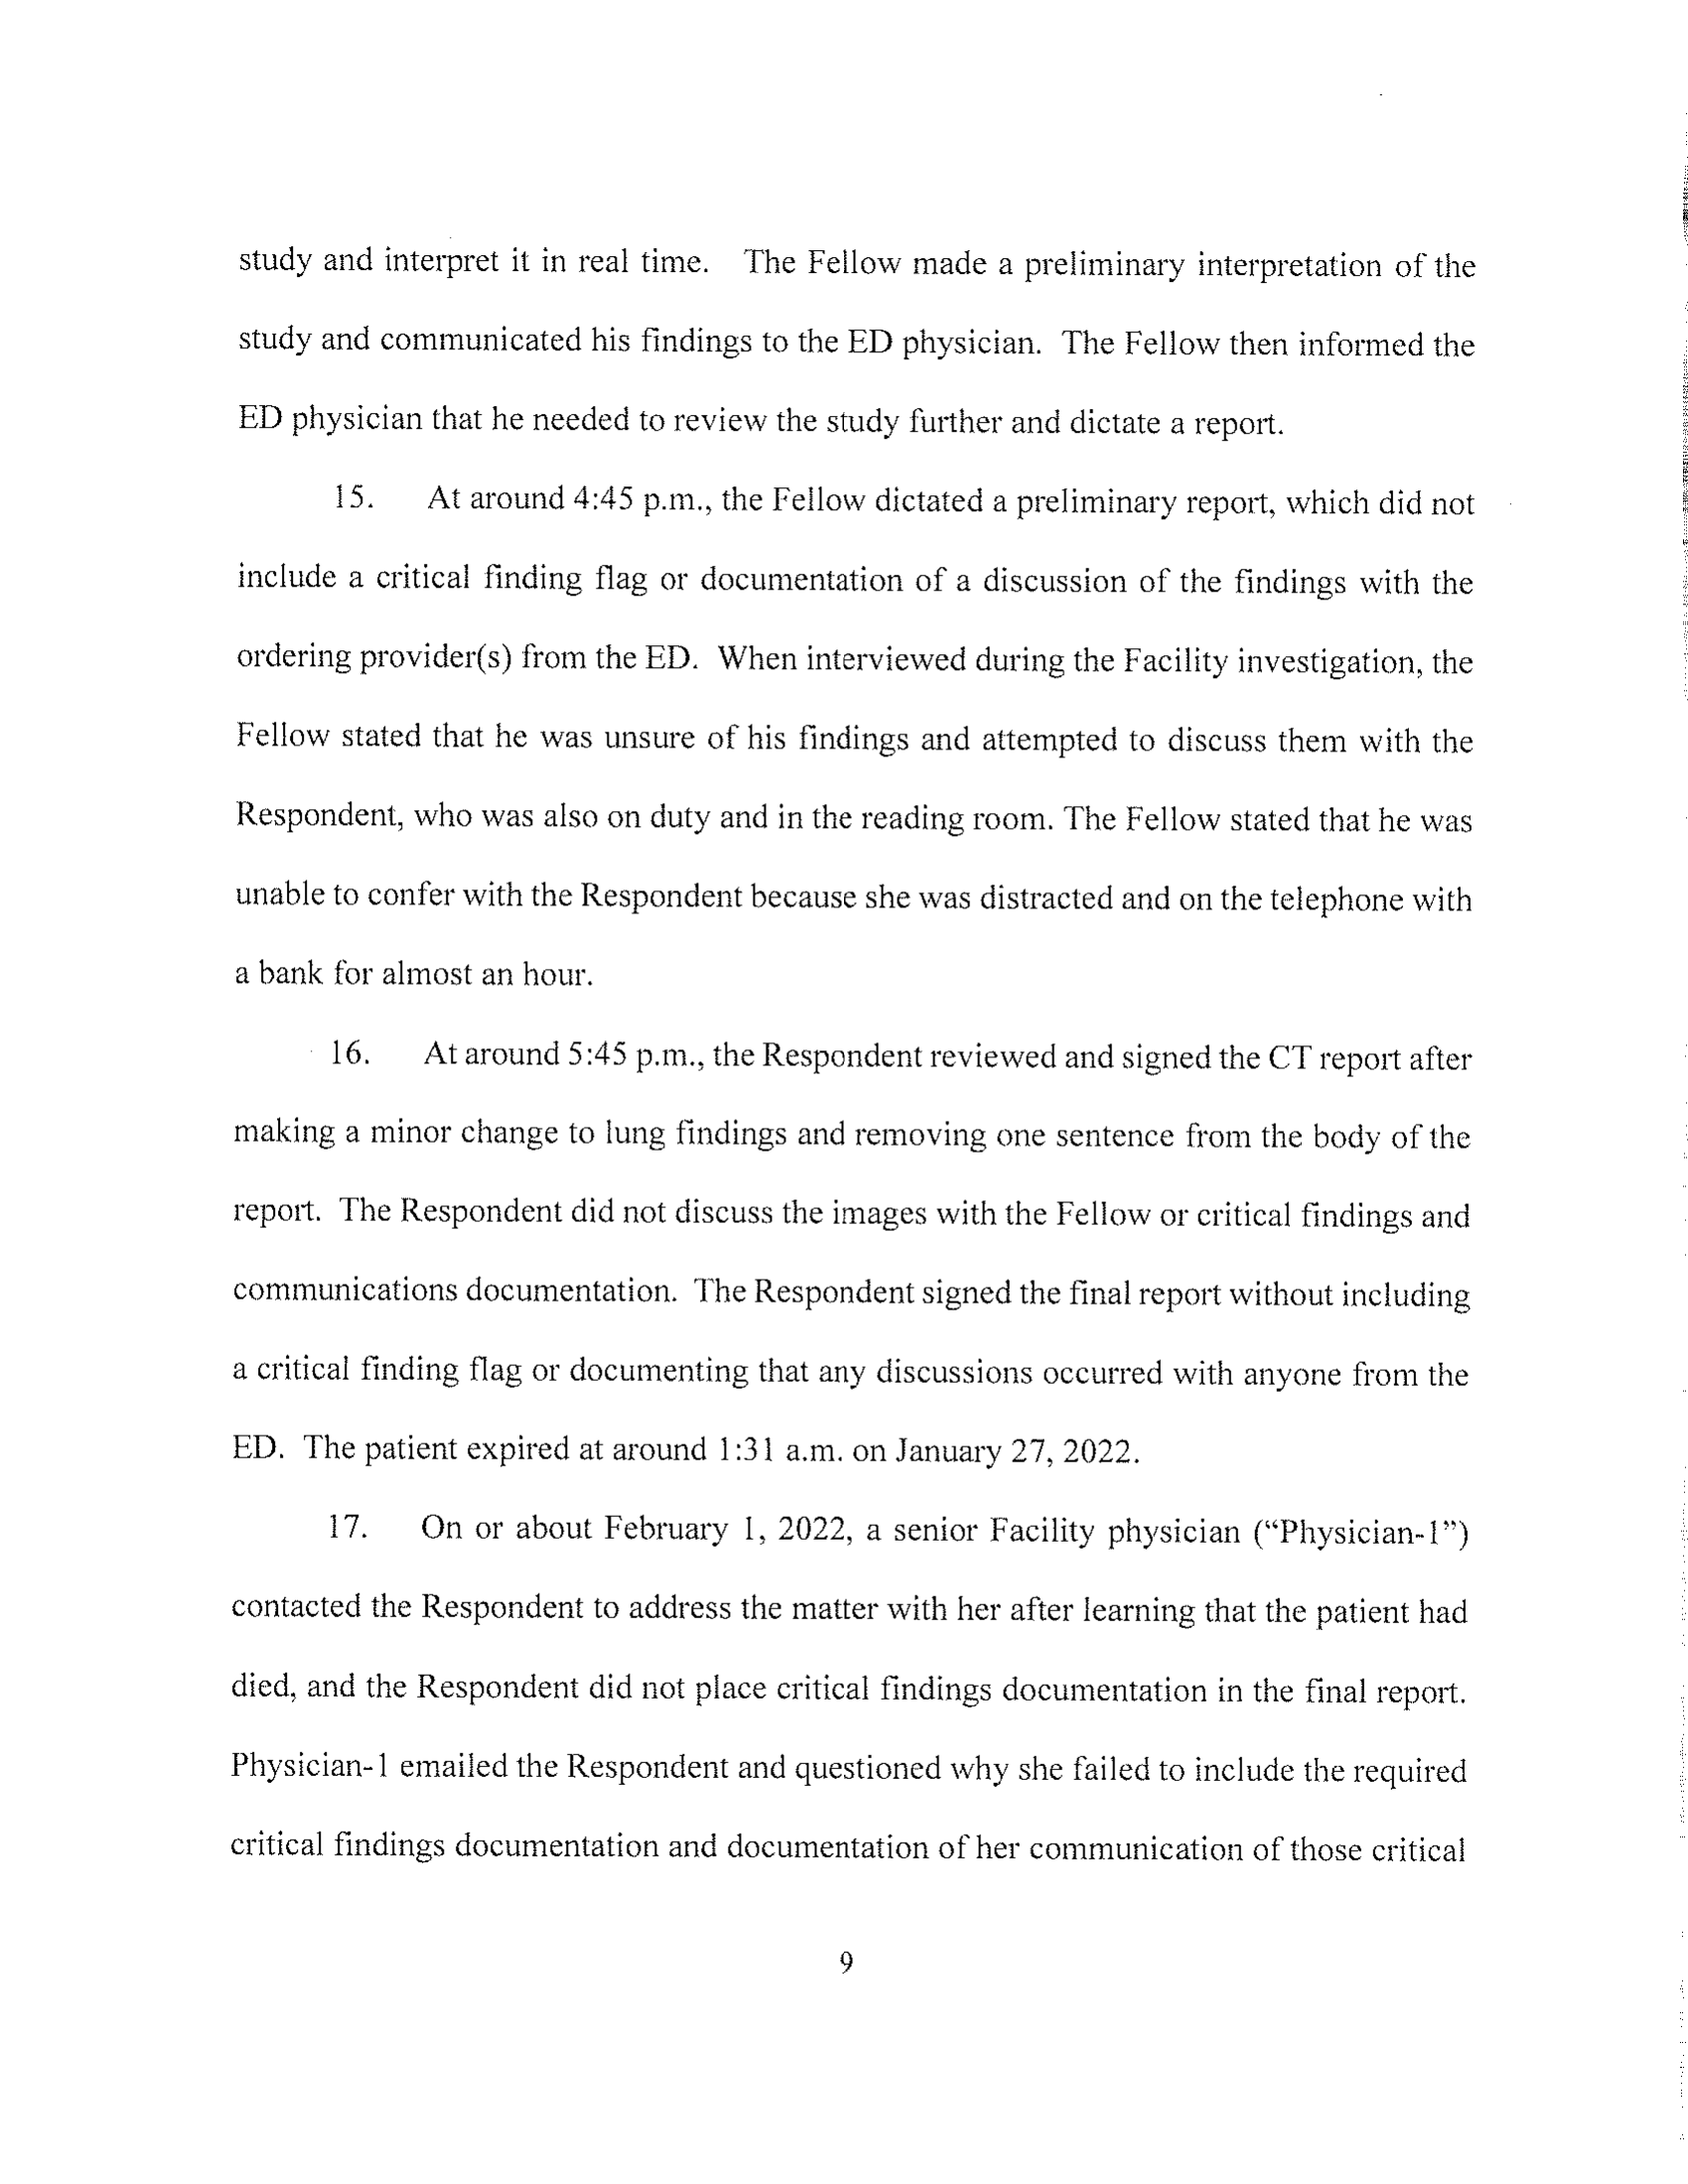 study and interpret it in real time. The Fellow made a preliminary interpretation of the
study and communicated his findings to the ED physician. The Fellow then informed the
ED physician that he needed to review the study further and dictate a report.
15. At around 4:45 p.m., the Fellow dictated a preliminary report, which did not
include a critical finding flag or documentation of a discussion of the findings with the
ordering provider(s) from the ED. When interviewed during the Facility investigation, the
Fellow stated that he was unsure of his findings and attempted to discuss them with the
Respondent, who was also on duty and in the reading room. The Fellow stated that he was
unable to confer with the Respondent because she was distracted and on the telephone with
a bank for almost an hour.
16. At around 5:45 p.m., the Respondent reviewed and signed the CT report after
making a minor change to lung findings and removing one sentence from the body of the
report. The Respondent did not discuss the images with the Fellow or critical findings and
communications documentation. The Respondent signed the final report without including
a critical finding flag or documenting that any discussions occurred with anyone from the
ED. The patient expired at around 1:31 a.m. on January 27, 2022.
17. On or about February 1, 2022, a senior Facility physician (“Physician-1”)
contacted the Respondent to address the matter with her after learning that the patient had
died, and the Respondent did not place critical findings documentation in the final report.
Physician-1 emailed the Respondent and questioned why she failed to include the required
critical findings documentation and documentation of her communication of those critical
9